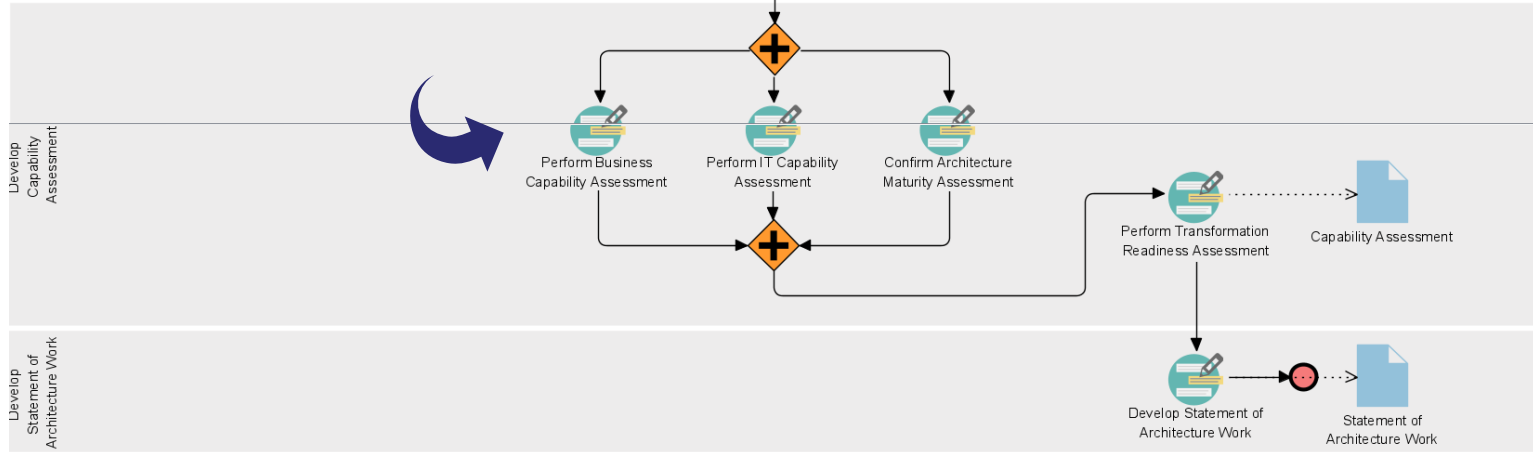 Develop
Capability
Assessment
Perform Business
Capability Assessment
Perform IT Capability
Assessment
Confirm Architecture
Maturity Assessment
Perform Transformation
Readiness Assessment
Capability Assessment
Develop
Statement of
Architecture Work
Develop Statement of
Architecture Work
Statement of
Architecture Work